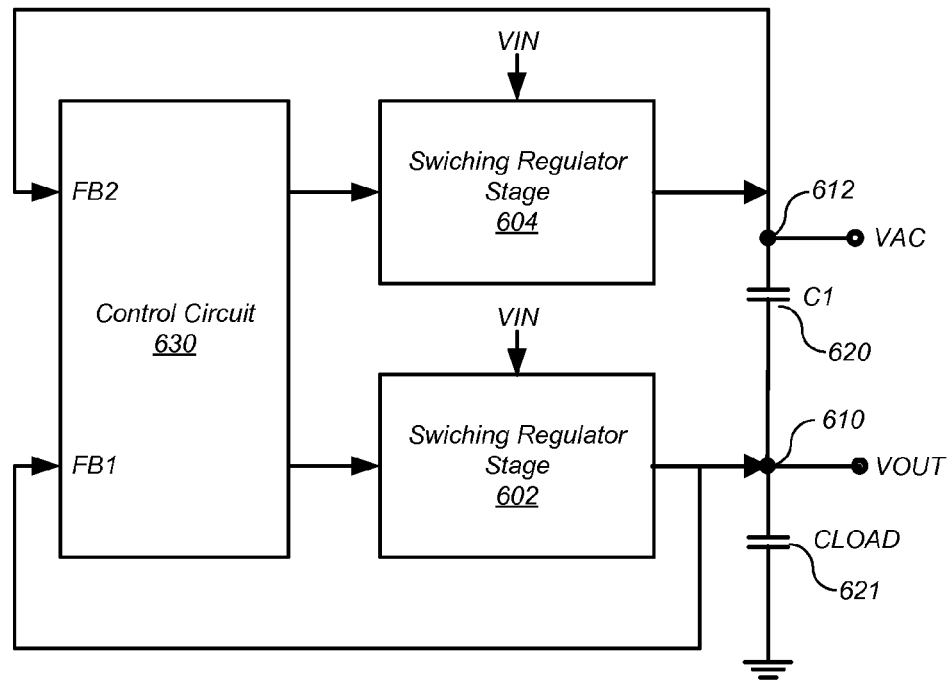 VIN
612
FB2
Swiching Regulator
Stage
604
VAC
C1
620
Control Circuit
630
VIN
610
FB1
Swiching Regulator
Stage
602
VOUT
CLOAD
621